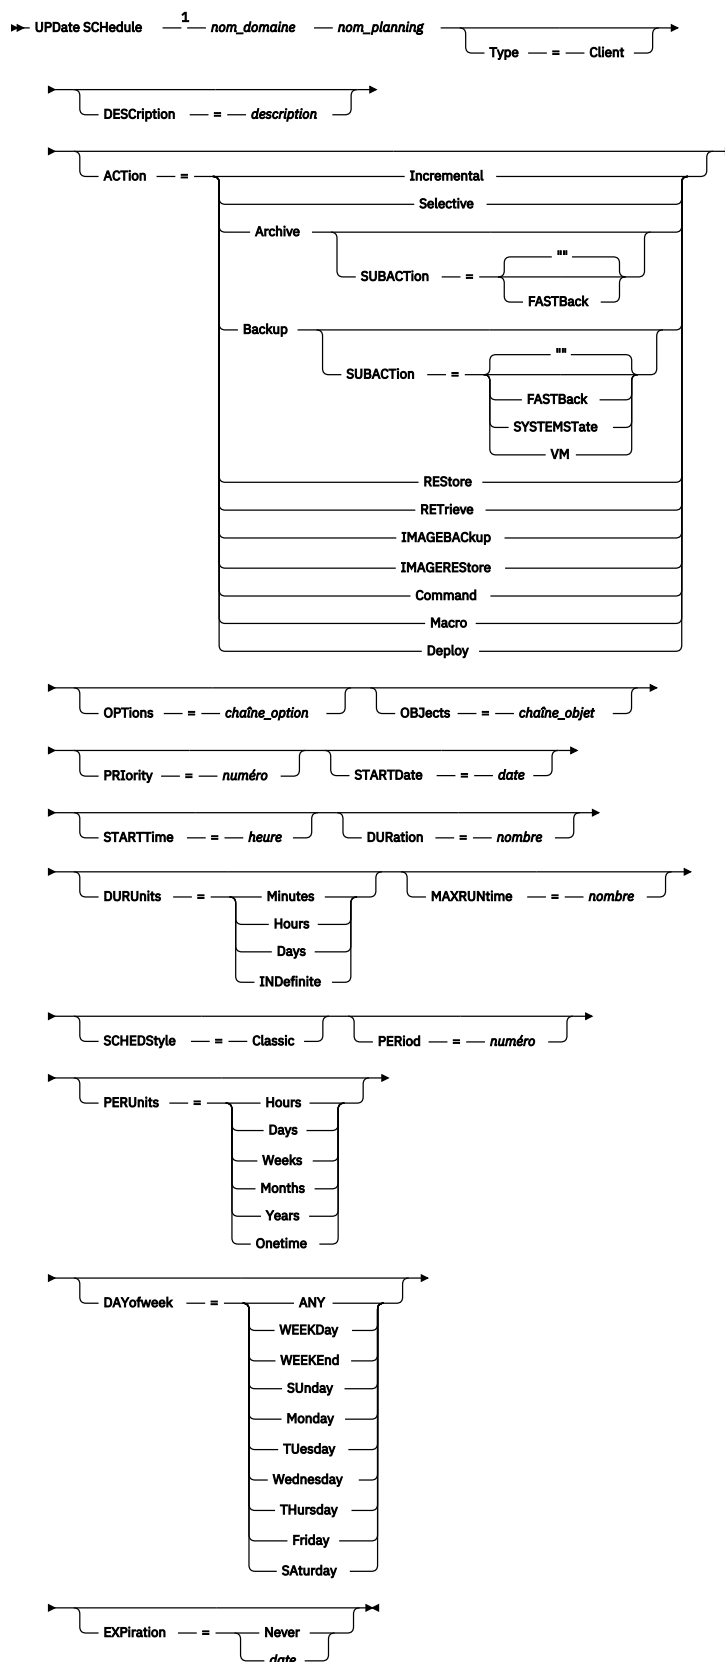 UPDate SCHedule 1 nom_domaine nom_planning
Type = Client
DESCription = description
ACTion = Incremental
Selective
Archive
SUBACTion = ""
FASTBack
Backup
SUBACTion = ""
FASTBack
SYSTEMSTate
VM
REStore
RETrieve
IMAGEBACkup
IMAGEREStore
Command
Macro
Deploy
OPTions = chaîne_option OBJects = chaîne_objet
PRIority = numéro STARTDate = date
STARTTime = heure DURation = nombre
DURUnits = Minutes MAXRUNtime = nombre
Hours
Days
INDefinite
SCHEDStyle = Classic PERiod = numéro
PERUnits = Hours
Days
Weeks
Months
Years
Onetime
DAYofweek = ANY
WEEKDay
WEEKEnd
SUnday
Monday
TUesday
Wednesday
THursday
Friday
SAturday
EXPiration = Never
date